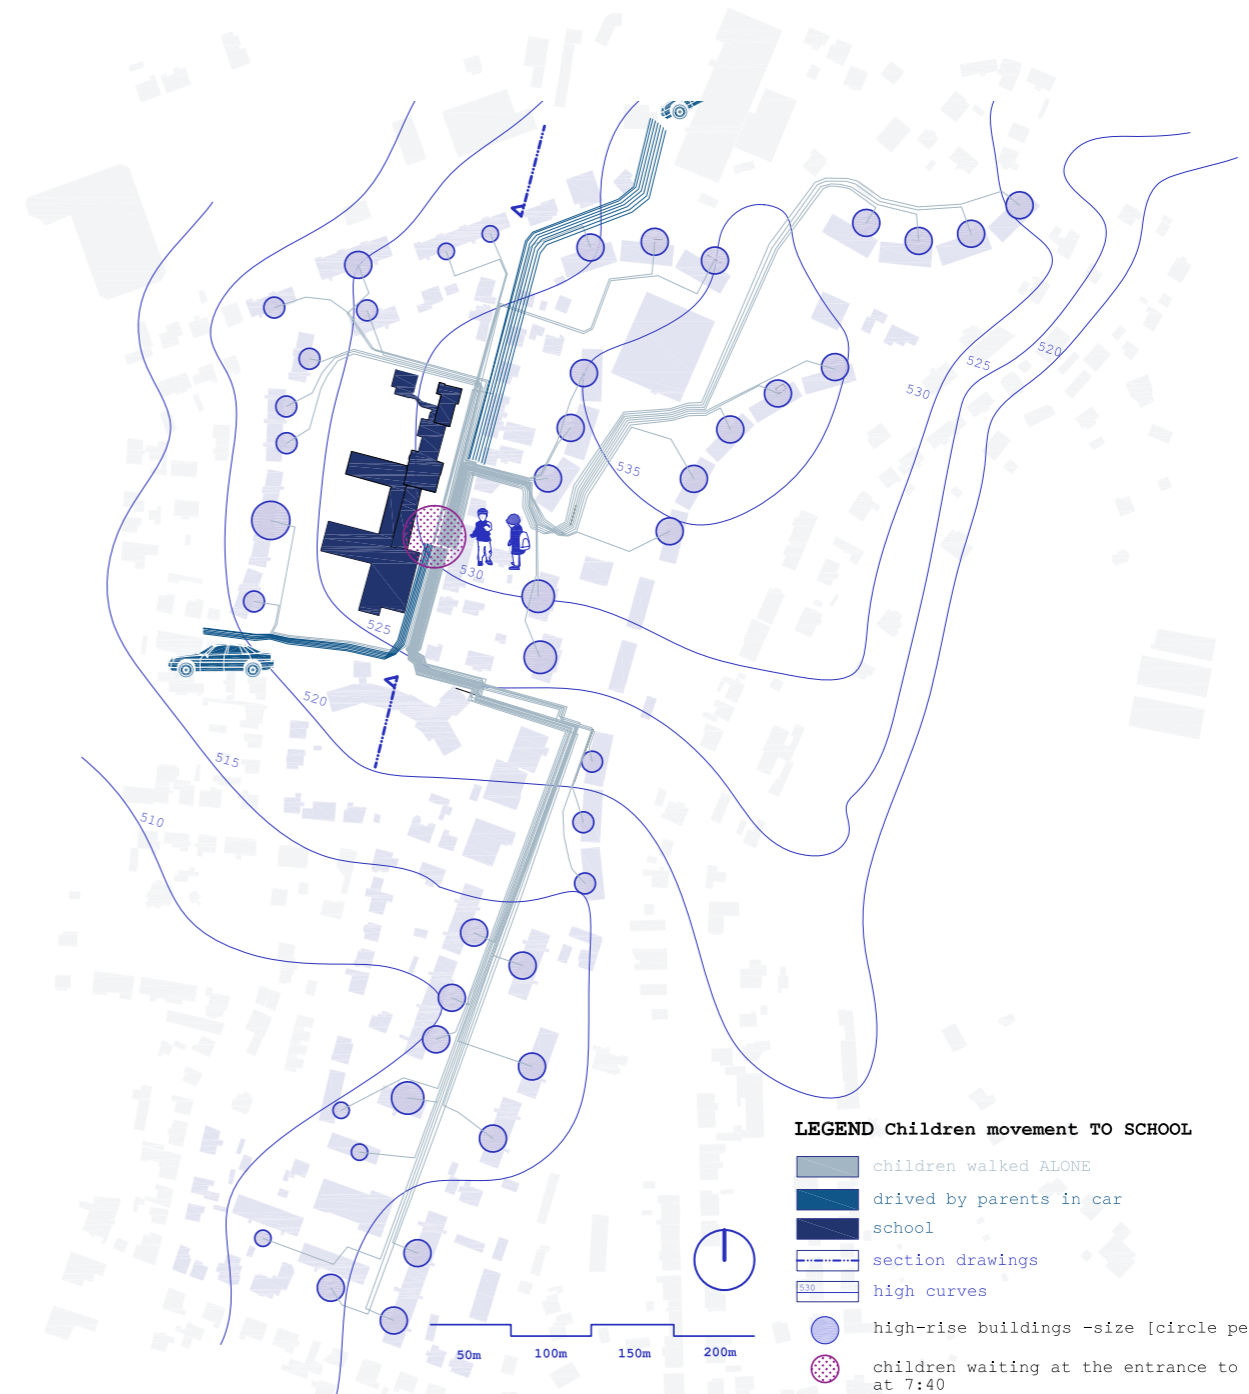 525
520
530
535
530
525
520
515
510
LEGEND Children movement TO SCHOOL
children walked ALONE
drived by parents in car
school
section drawings
530
high curves
high-rise buildings -size [circle pe
children waiting at the entrance to
at 7:40
50m
100m
150m
200m